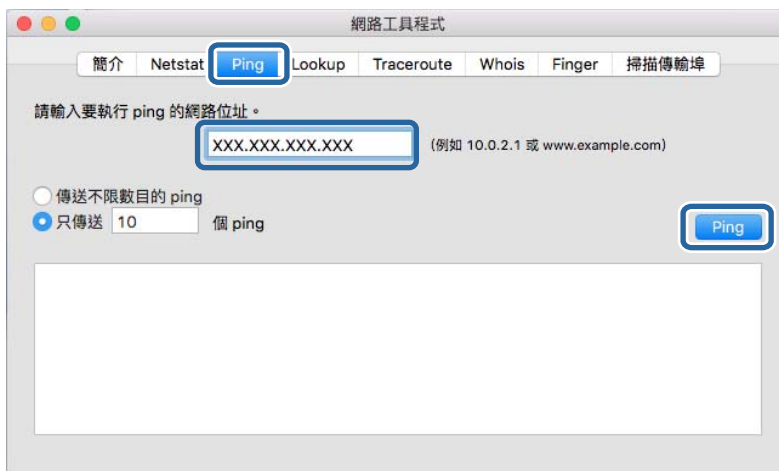 網路工具程式
簡介 Netstat Ping Lookup Traceroute Whois Finger 掃描傳輸埠
請輸入要執行 ping 的網路位址。
XXX.XXX.XXX.XXX (例如 10.0.2.1 或 www.example.com)
傳送不限數目的 ping
只傳送 10 個 ping
Ping